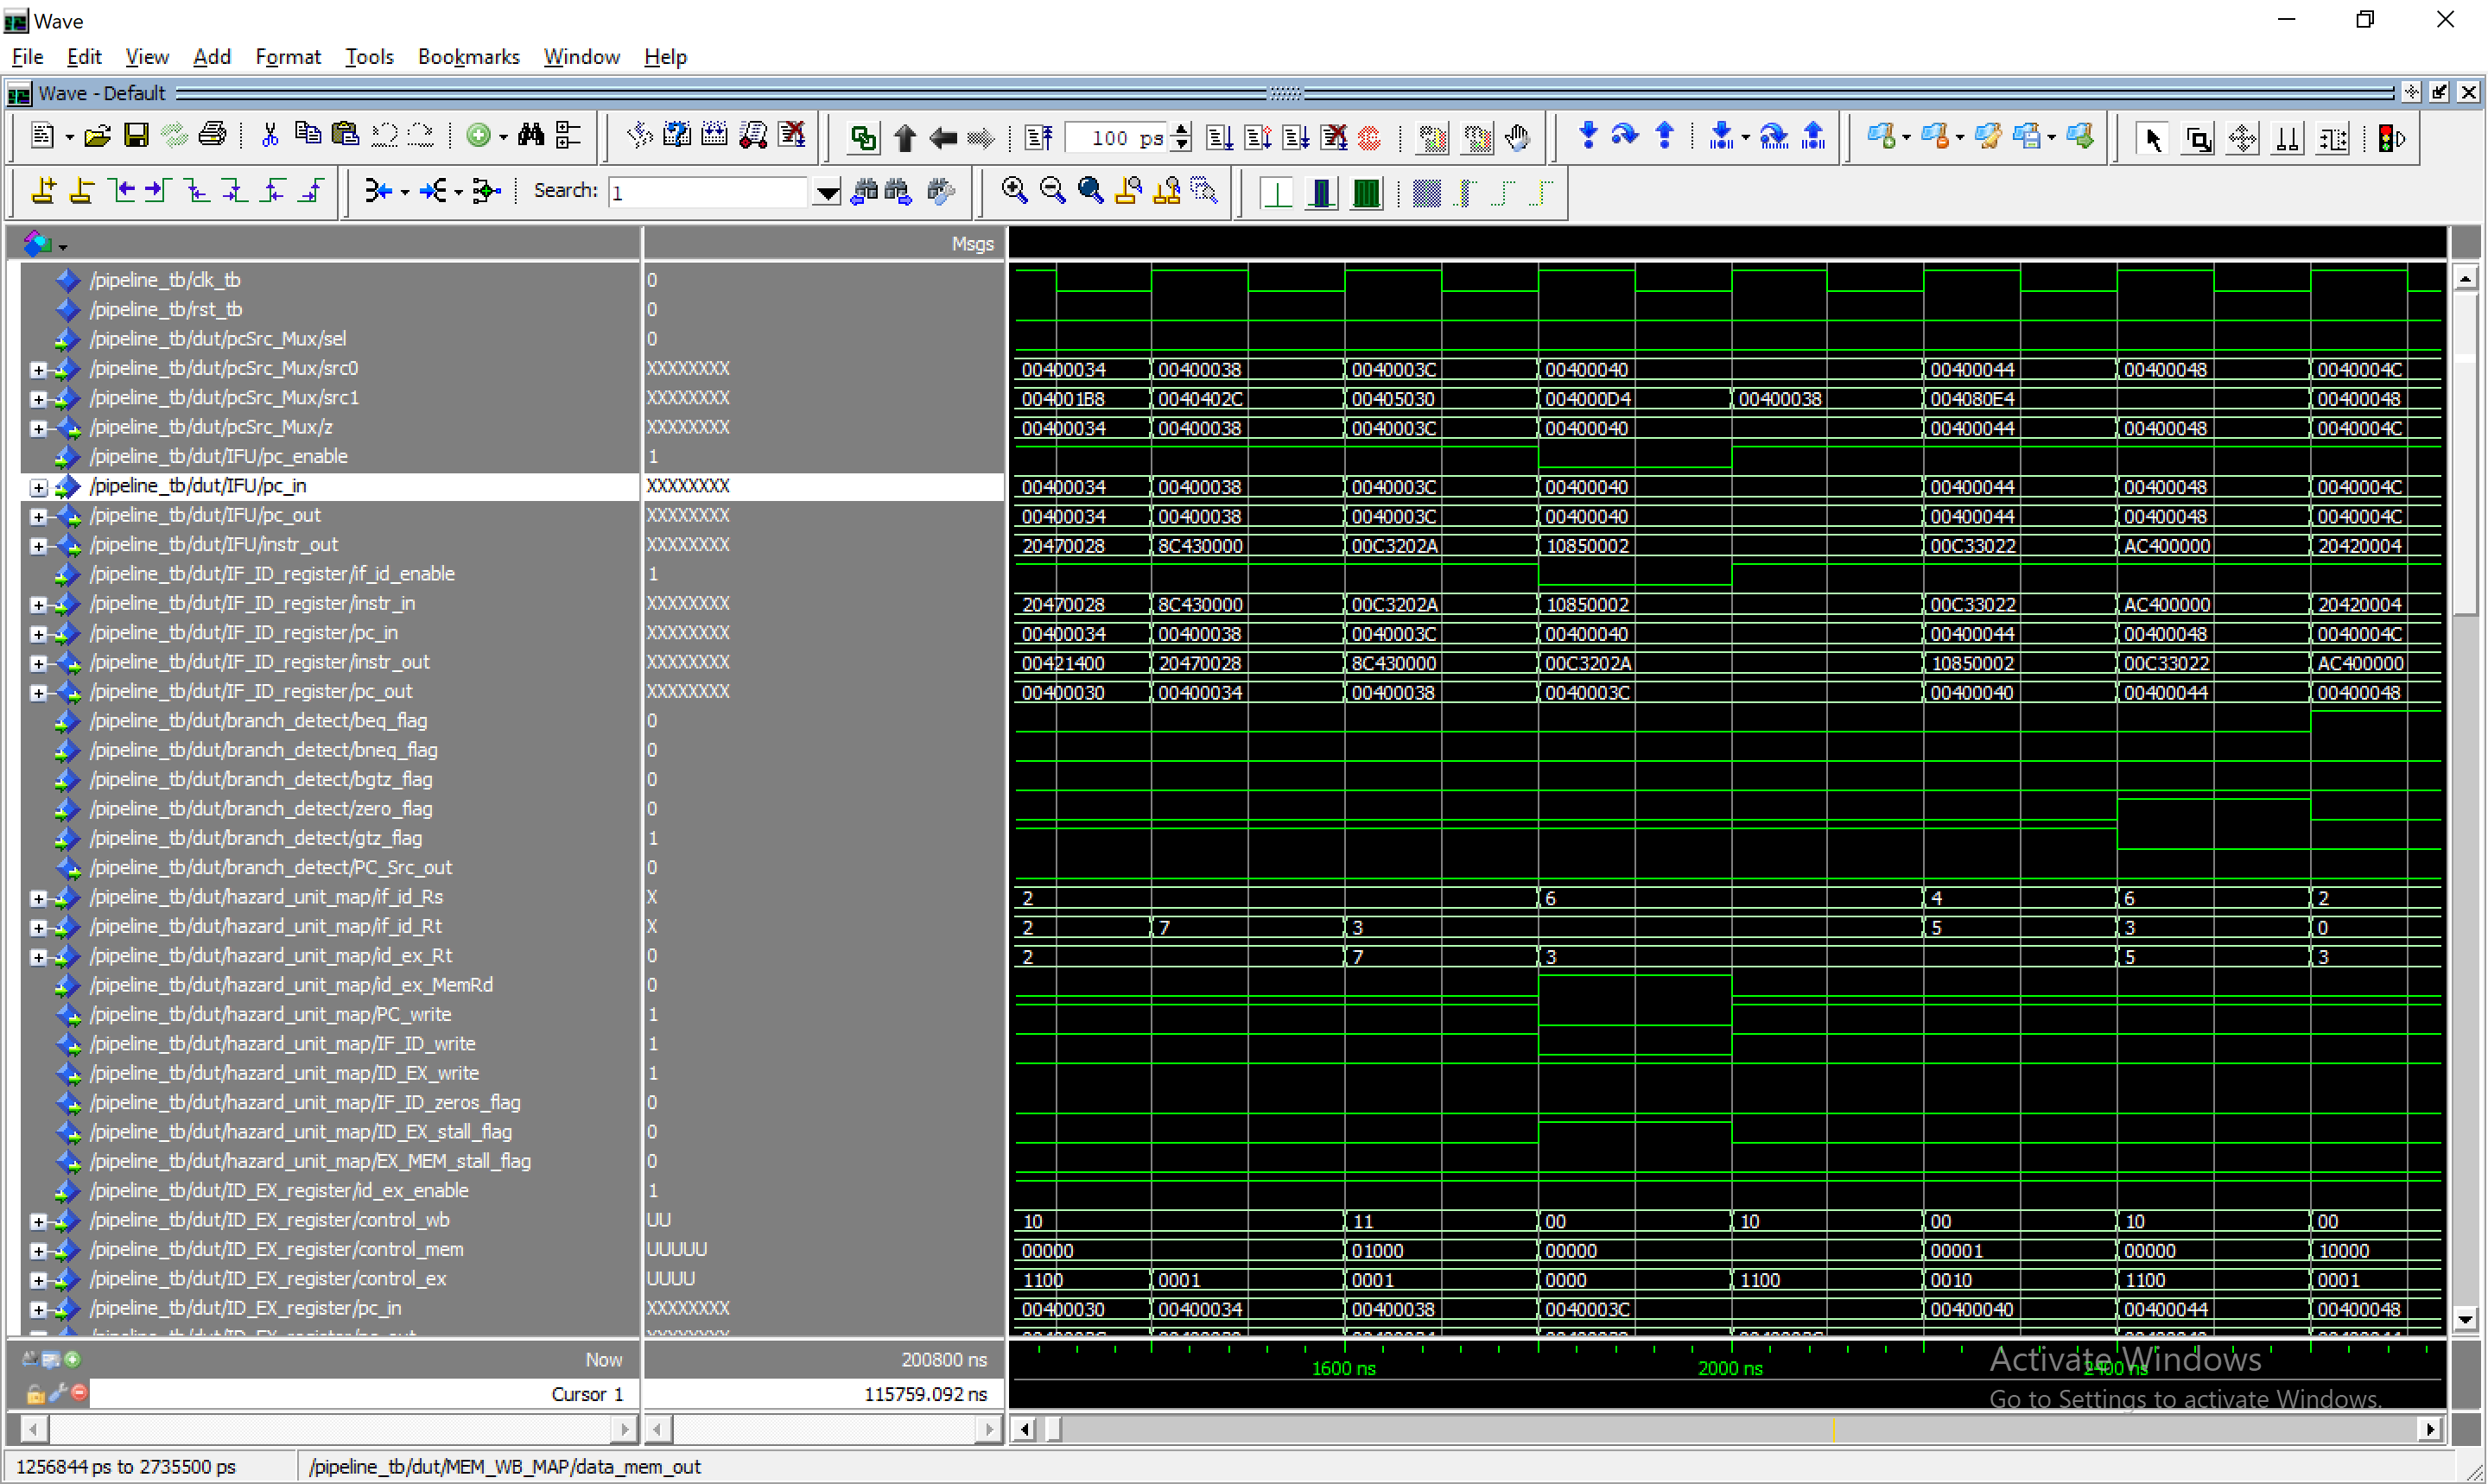 Wave
File Edit View Add Format Tools Bookmarks Window Help
Wave - Default
100 ps
Search: 1
Msgs
/pipeline_tb/clk_tb 0
/pipeline_tb/rst_tb 0
/pipeline_tb/dut/pcSrc_Mux/sel 0
/pipeline_tb/dut/pcSrc_Mux/src0 XXXXXXXX 00400034 00400038 0040003C 00400040 00400044 00400048 0040004C
/pipeline_tb/dut/pcSrc_Mux/src1 XXXXXXXX 004001B8 0040402C 00405030 004000D4 00400038 004080E4 00400048
/pipeline_tb/dut/pcSrc_Mux/z XXXXXXXX 00400034 00400038 0040003C 00400040 00400044 00400048 0040004C
/pipeline_tb/dut/IFU/pc_enable 1
/pipeline_tb/dut/IFU/pc_in XXXXXXXX 00400034 00400038 0040003C 00400040 00400044 00400048 0040004C
/pipeline_tb/dut/IFU/pc_out XXXXXXXX 00400034 00400038 0040003C 00400040 00400044 00400048 0040004C
/pipeline_tb/dut/IFU/instr_out XXXXXXXX 20470028 8C430000 00C3202A 10850002 00C33022 AC400000 20420004
/pipeline_tb/dut/IF_ID_register/if_id_enable 1
/pipeline_tb/dut/IF_ID_register/instr_in XXXXXXXX 20470028 8C430000 00C3202A 10850002 00C33022 AC400000 20420004
/pipeline_tb/dut/IF_ID_register/pc_in XXXXXXXX 00400034 00400038 0040003C 00400040 00400044 00400048 0040004C
/pipeline_tb/dut/IF_ID_register/instr_out XXXXXXXX 00421400 20470028 8C430000 00C3202A 10850002 00C33022 AC400000
/pipeline_tb/dut/IF_ID_register/pc_out XXXXXXXX 00400030 00400034 00400038 0040003C 00400040 00400044 00400048
/pipeline_tb/dut/branch_detect/beq_flag 0
/pipeline_tb/dut/branch_detect/bneq_flag 0
/pipeline_tb/dut/branch_detect/bgtz_flag 0
/pipeline_tb/dut/branch_detect/zero_flag 0
/pipeline_tb/dut/branch_detect/gtz_flag 1
/pipeline_tb/dut/branch_detect/PC_Src_out 0
/pipeline_tb/dut/hazard_unit_map/if_id_Rs X 2 6 4 6 2
/pipeline_tb/dut/hazard_unit_map/if_id_Rt X 2 7 3 5 3 0
/pipeline_tb/dut/hazard_unit_map/id_ex_Rt 0 2 7 3 5 3
/pipeline_tb/dut/hazard_unit_map/id_ex_MemRd 0
/pipeline_tb/dut/hazard_unit_map/PC_write 1
/pipeline_tb/dut/hazard_unit_map/IF_ID_write 1
/pipeline_tb/dut/hazard_unit_map/ID_EX_write 1
/pipeline_tb/dut/hazard_unit_map/IF_ID_zeros_flag 0
/pipeline_tb/dut/hazard_unit_map/ID_EX_stall_flag 0
/pipeline_tb/dut/hazard_unit_map/EX_MEM_stall_flag 0
/pipeline_tb/dut/ID_EX_register/id_ex_enable 1
/pipeline_tb/dut/ID_EX_register/control_wb UU 10 11 00 10 00 10 00
/pipeline_tb/dut/ID_EX_register/control_mem UUUUU 00000 01000 00000 00001 00000 10000
/pipeline_tb/dut/ID_EX_register/control_ex UUUU 1100 0001 0001 0000 1100 0010 1100 0001
/pipeline_tb/dut/ID_EX_register/pc_in XXXXXXXX 00400030 00400034 00400038 0040003C 00400040 00400044 00400048
Now 200800 ns 1600 ns 2000 ns 2400 ns
Cursor 1 115759.092 ns
Activate Windows
Go to Settings to activate Windows.
1256844 ps to 2735500 ps /pipeline_tb/dut/MEM_WB_MAP/data_mem_out